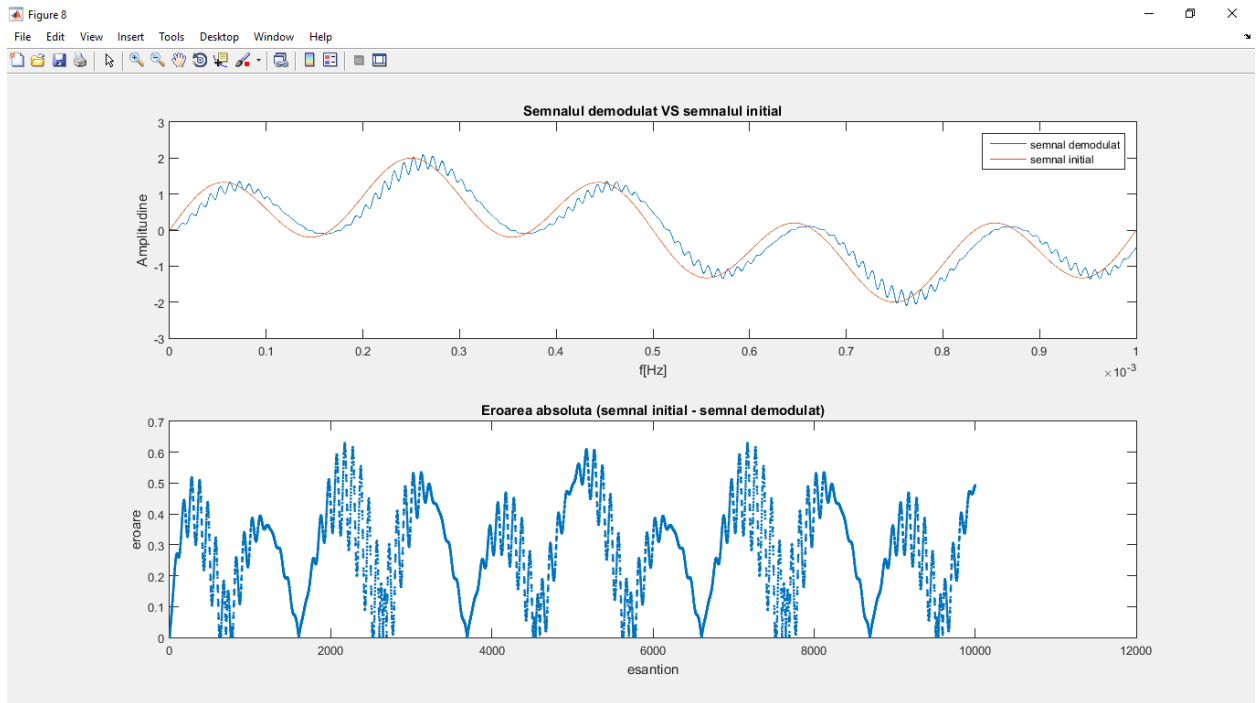 Figure 8
File Edit View Insert Tools Desktop Window Help
Semnalul demodulat VS semnalul initial
3
2
1
0
-1
-2
-3
Amplitudine
semnal demodulat
semnal initial
0 0.1 0.2 0.3 0.4 0.5 0.6 0.7 0.8 0.9 1
f[Hz]
×10⁻³
Eroarea absoluta (semnal initial - semnal demodulat)
0.7
0.6
0.5
0.4
0.3
0.2
0.1
0
eroare
0 2000 4000 6000 8000 10000 12000
esantion